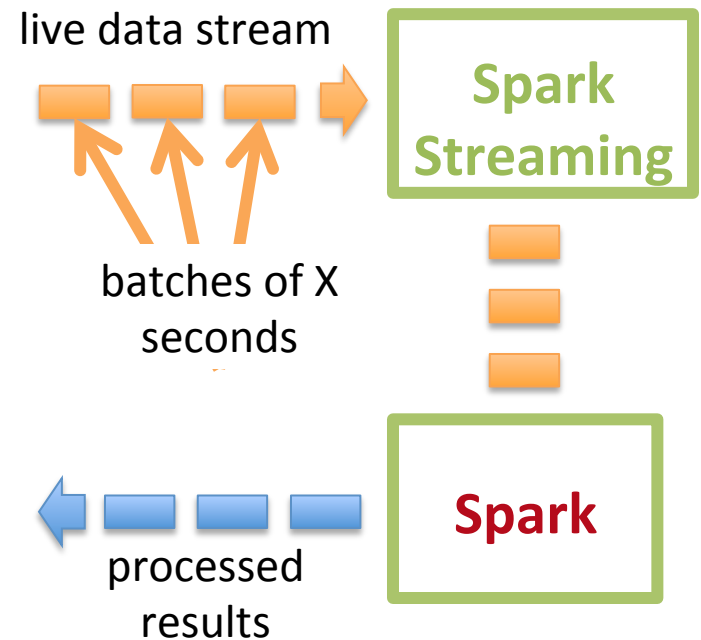 live data stream
Spark
Streaming
batches of X
seconds
Spark
processed
results